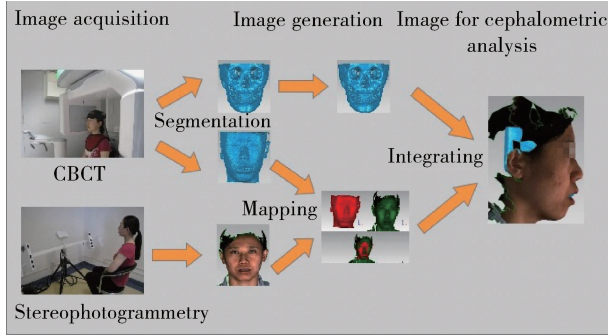 Image acquisition
Image generation
Image for cephalometric
analysis
Segmentation
CBCT
Integrating
Mapping
Stereophotogrammetry